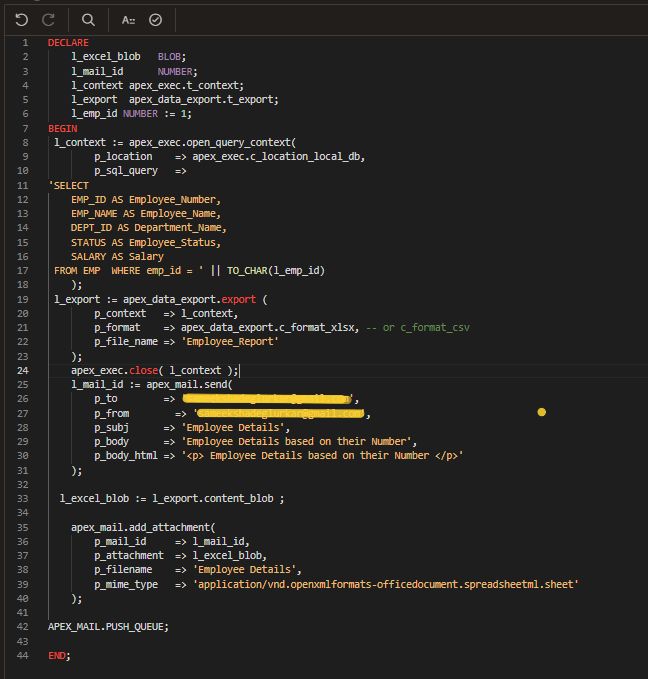 A::
1 DECLARE
2 l_excel_blob BLOB;
3 l_mail_id NUMBER;
4 l_context apex_exec.t_context;
5 l_export apex_data_export.t_export;
6 l_emp_id NUMBER := 1;
7 BEGIN
8 l_context := apex_exec.open_query_context(
9 p_location => apex_exec.c_location_local_db,
10 p_sql_query =>
11 'SELECT
12 EMP_ID AS Employee_Number,
13 EMP_NAME AS Employee_Name,
14 DEPT_ID AS Department_Name,
15 STATUS AS Employee_Status,
16 SALARY AS Salary
17 FROM EMP WHERE emp_id = ' || TO_CHAR(l_emp_id)
18 );
19 l_export := apex_data_export.export (
20 p_context => l_context,
21 p_format => apex_data_export.c_format_xlsx, -- or c_format_csv
22 p_file_name => 'Employee_Report'
23 );
24 apex_exec.close( l_context );
25 l_mail_id := apex_mail.send(
26 p_to => ',
27 p_from => ',
28 p_subj => 'Employee Details',
29 p_body => 'Employee Details based on their Number',
30 p_body_html => '<p> Employee Details based on their Number </p>'
31 );
32
33 l_excel_blob := l_export.content_blob ;
34
35 apex_mail.add_attachment(
36 p_mail_id => l_mail_id,
37 p_attachment => l_excel_blob,
38 p_filename => 'Employee Details',
39 p_mime_type => 'application/vnd.openxmlformats-officedocument.spreadsheetml.sheet'
40 );
41
42 APEX_MAIL.PUSH_QUEUE;
43
44 END;